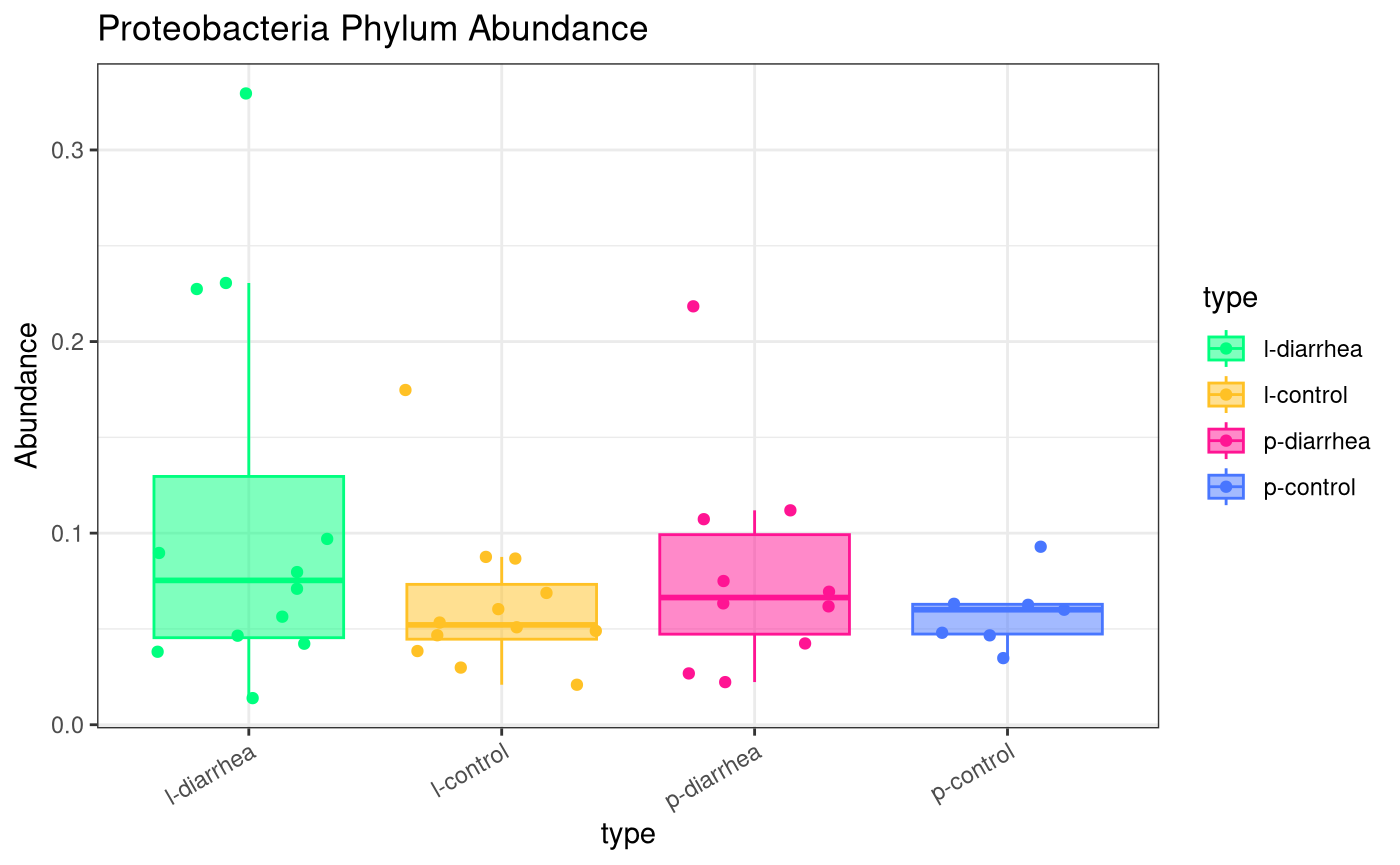 Proteobacteria Phylum Abundance
Abundance
0.3
0.2
0.1
0.0
l-diarrhea
l-control
p-diarrhea
p-control
type
type
l-diarrhea
l-control
p-diarrhea
p-control